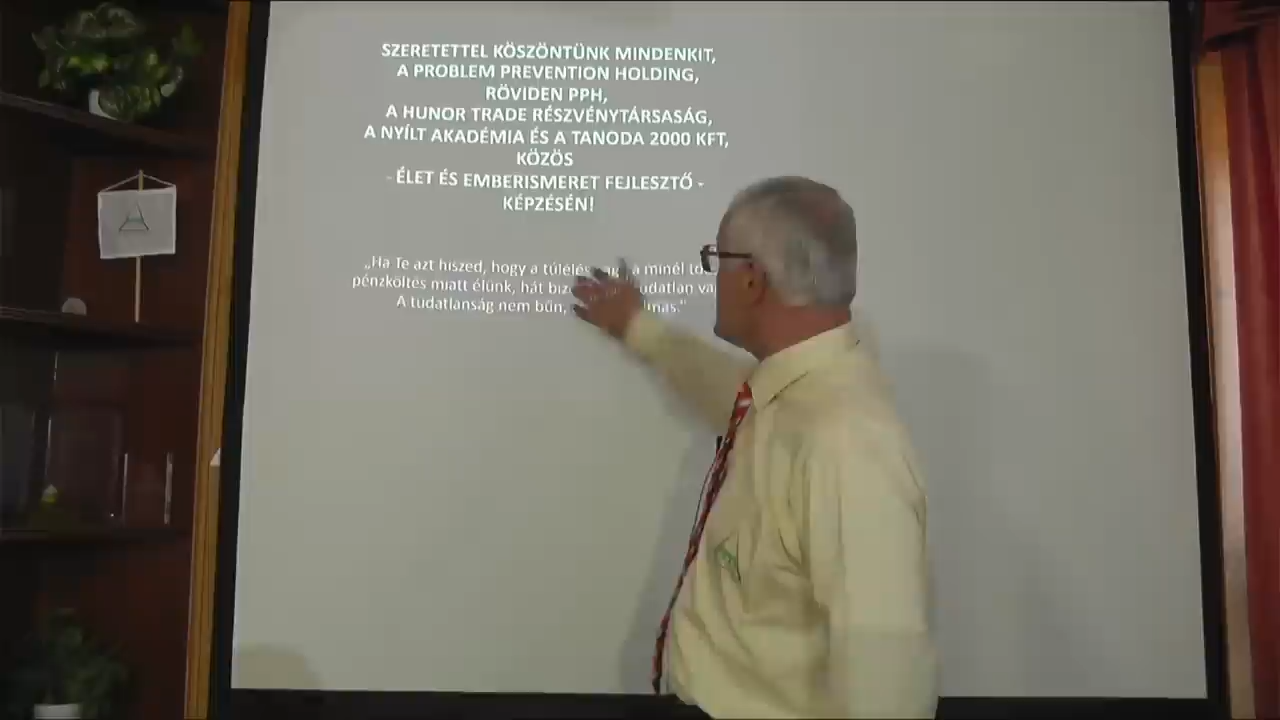 SZERETETTEL KÖSZÖNTÜNK MINDENKIT,
A PROBLEM PREVENTION HOLDING,
RÖVIDEN PPH,
A HUNOR TRADE RÉSZVÉNYTÁRSASÁG,
A NYÍLT AKADÉMIA ÉS A TANODA 2000 KFT,
KÖZÖS
- ÉLET ÉS EMBERISMERET FEJLESZTŐ -
KÉPZÉSÉN!
„Ha Te azt hiszed, hogy a túlélés a minél
pénzköltés miatt élünk, hát
A tudatlanság nem bűn,